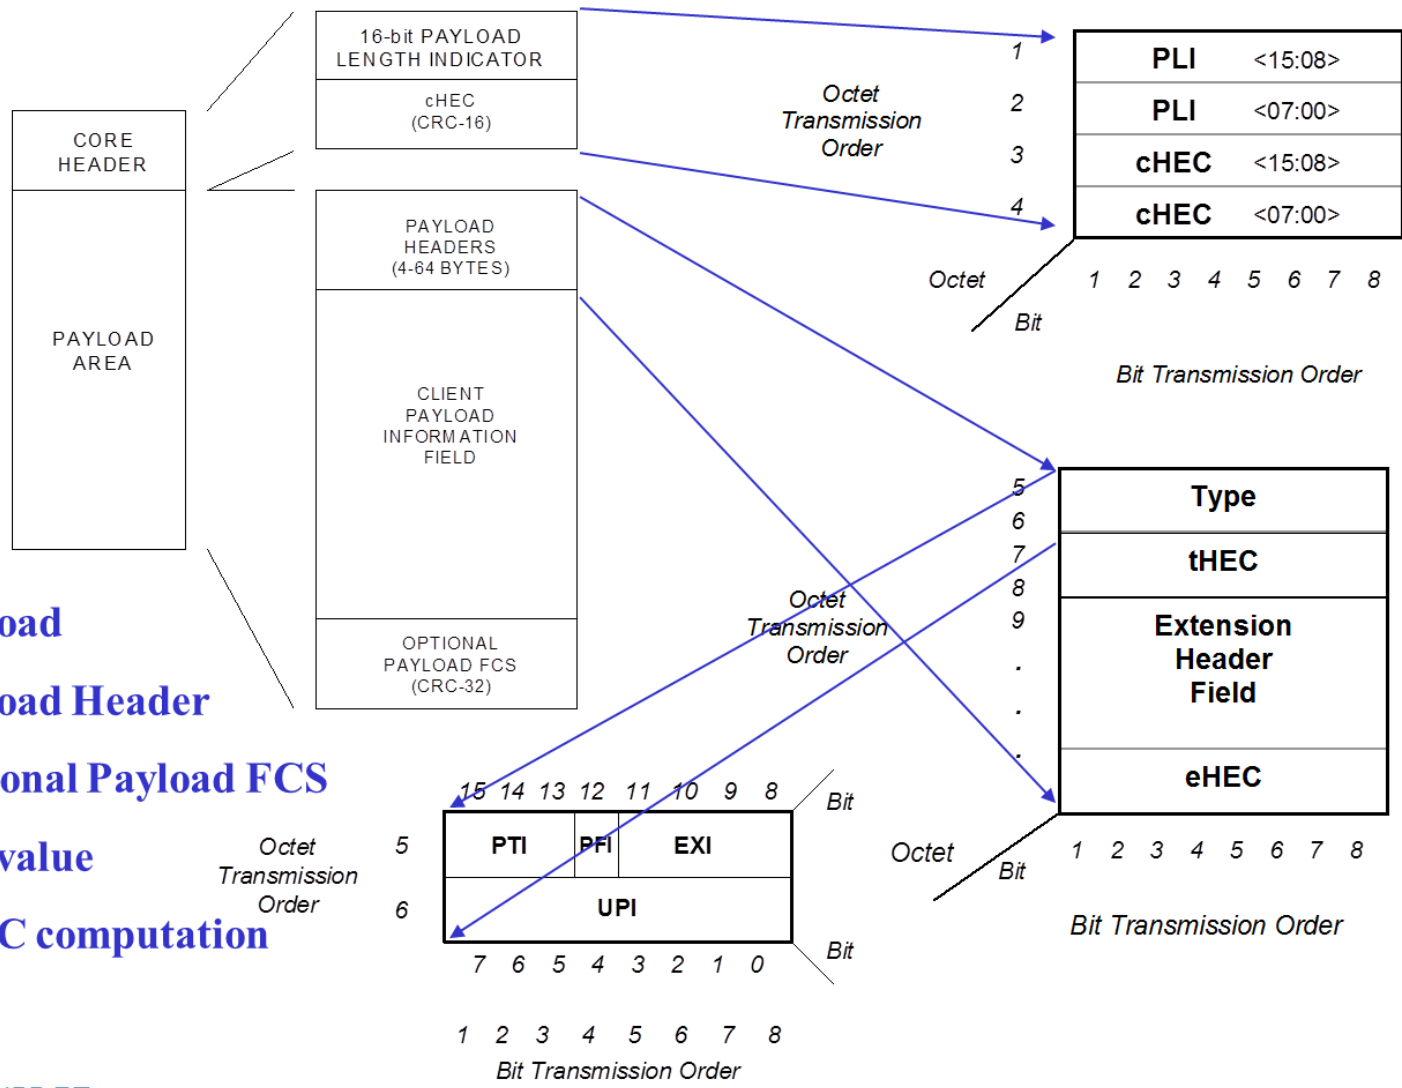 CORE
HEADER
PAYLOAD
AREA
16-bit PAYLOAD
LENGTH INDICATOR
cHEC
(CRC-16)
PAYLOAD
HEADERS
(4-64 BYTES)
CLIENT
PAYLOAD
INFORMATION
FIELD
OPTIONAL
PAYLOAD FCS
(CRC-32)
Octet
Transmission
Order
1
2
3
4
PLI <15:08>
PLI <07:00>
cHEC <15:08>
cHEC <07:00>
Octet
Bit
1 2 3 4 5 6 7 8
Bit Transmission Order
Octet
Transmission
Order
5
6
7
8
9
.
.
.
Type
tHEC
Extension
Header
Field
eHEC
Octet
Bit
1 2 3 4 5 6 7 8
Bit Transmission Order
oad
oad Header
onal Payload FCS
value
C computation
15 14 13 12 11 10 9 8
Bit
Octet
Transmission
Order
5
6
PTI PFI EXI
UPI
Bit
7 6 5 4 3 2 1 0
1 2 3 4 5 6 7 8
Bit Transmission Order